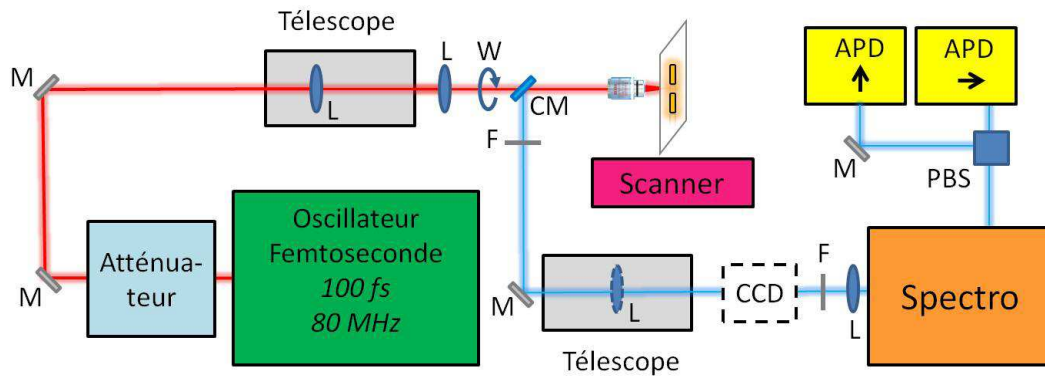 Télescope
M
L
L
W
CM
F
Scanner
APD
APD
M
PBS
Oscillateur
Femtoseconde
100 fs
80 MHz
Atténua-
teur
M
M
L
Télescope
CCD
F
L
Spectro